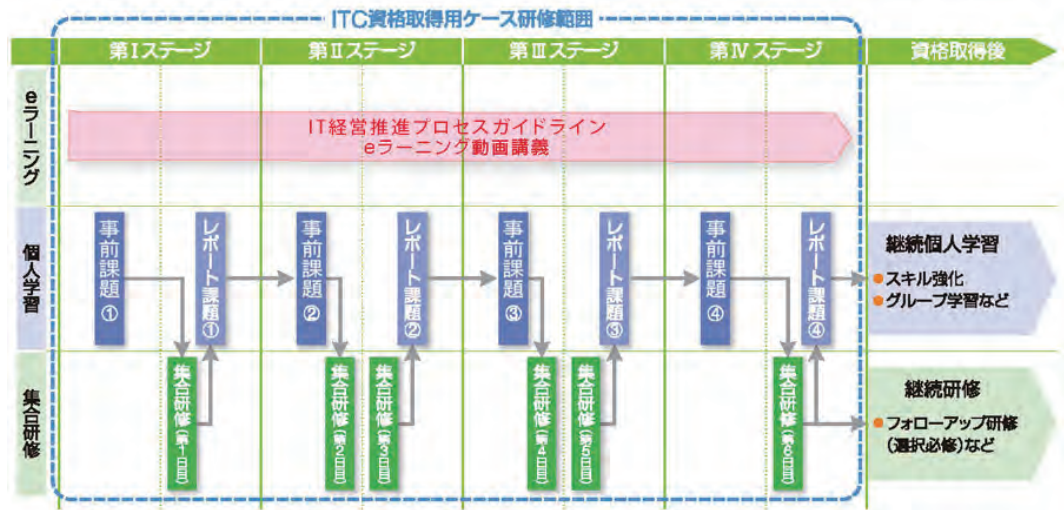 ITC資格取得用ケース研修範囲
第Iステージ
第IIステージ
第IIIステージ
第IVステージ
資格取得後
eラーニング
IT経営推進プロセスガイドライン
eラーニング動画講義
個人学習
事前課題①
レポート課題①
事前課題②
レポート課題②
事前課題③
レポート課題③
事前課題④
レポート課題④
継続個人学習
●スキル強化
●グループ学習など
集合研修
集合研修(第1日目)
集合研修(第2日目)
集合研修(第3日目)
集合研修(第4日目)
集合研修(第5日目)
集合研修(第6日目)
継続研修
●フォローアップ研修
(選択必修)など